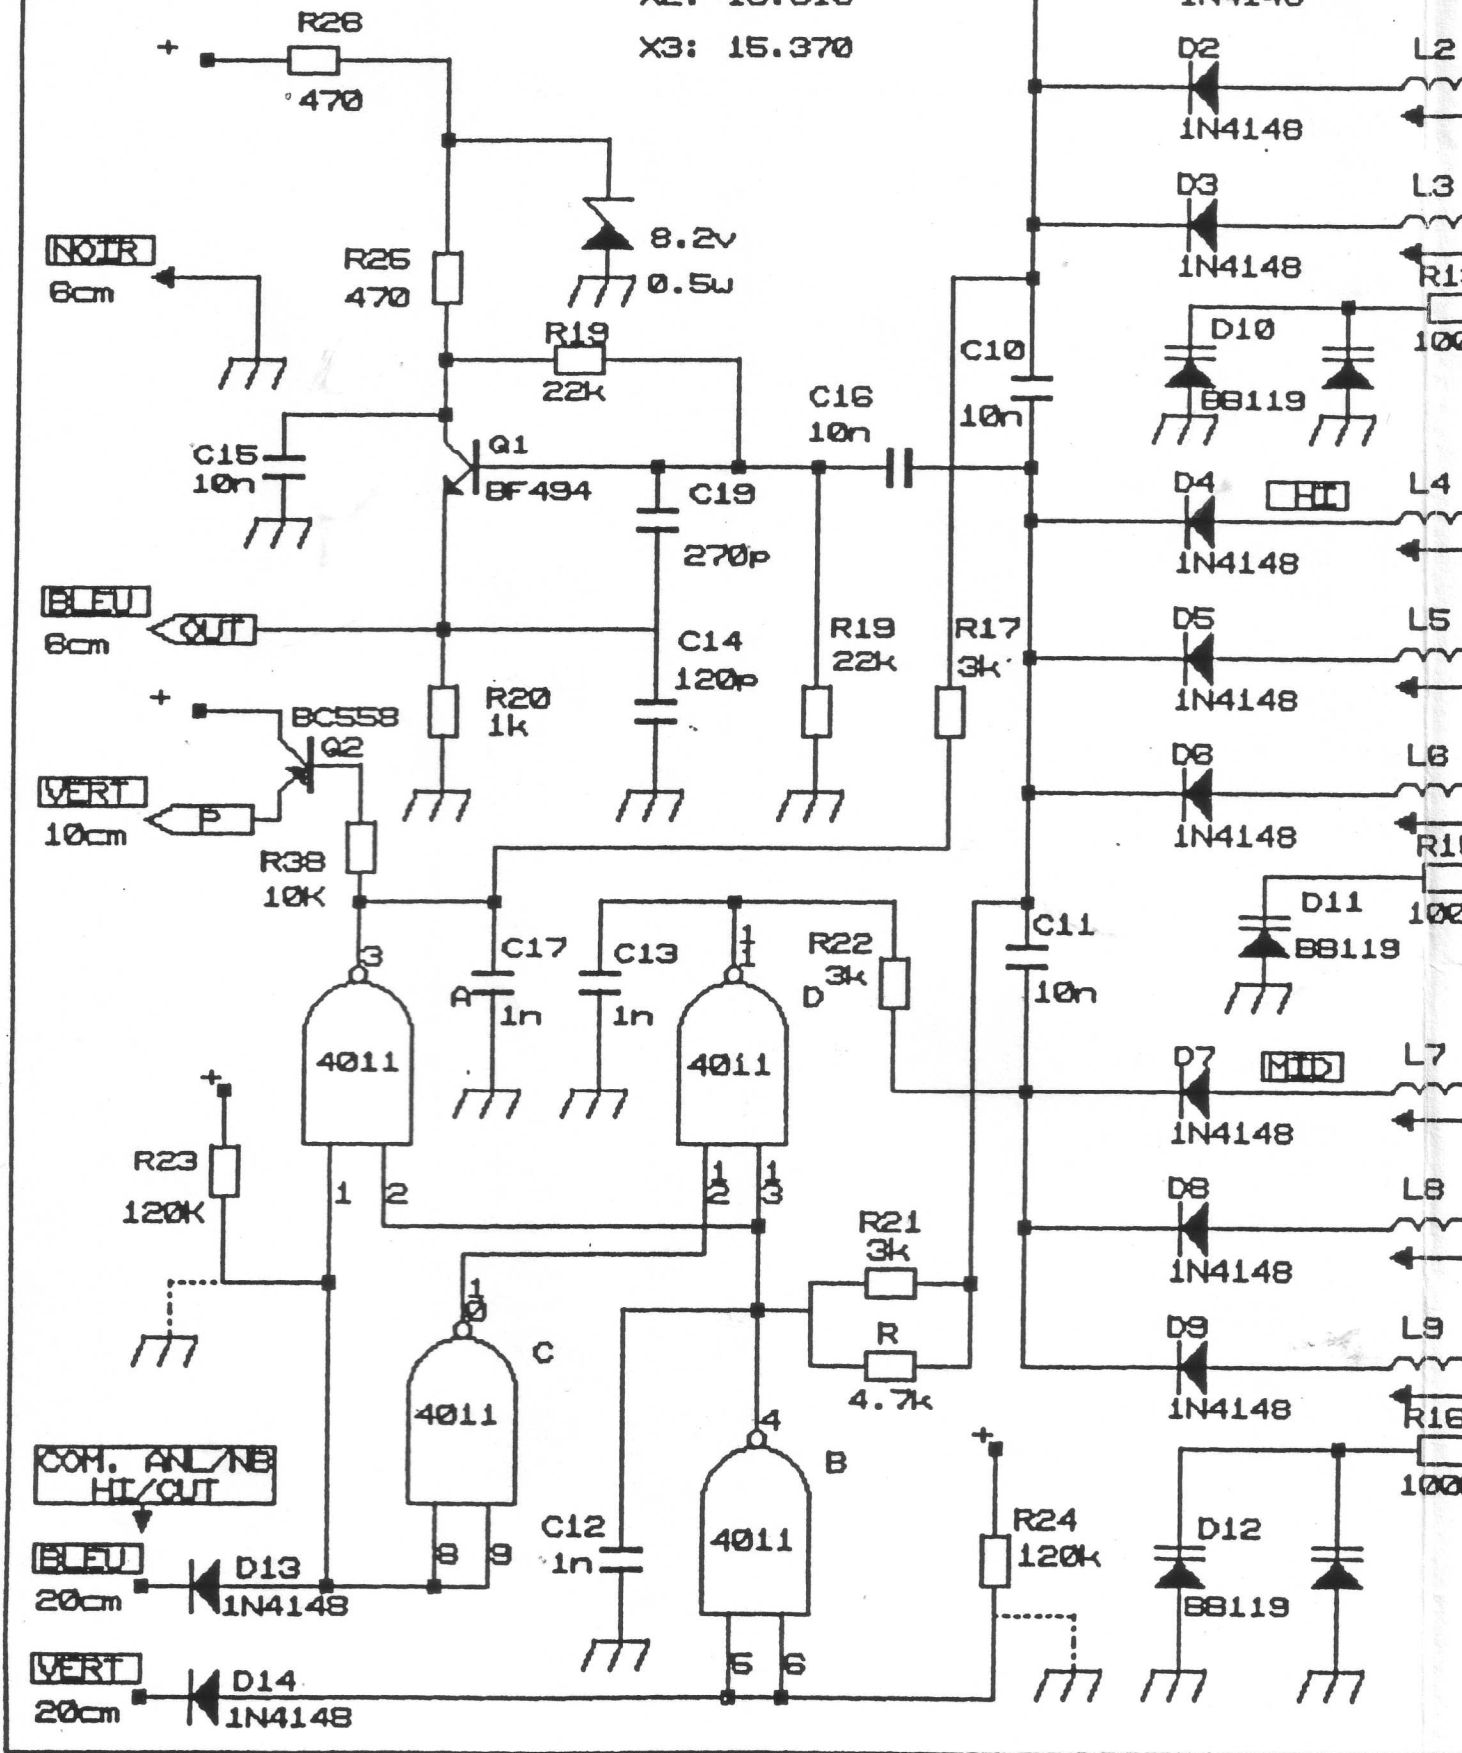 R26
+
470
X3: 15.370
D2
1N4148
L2
D3
1N4148
L3
8.2v
0.5w
NOIR
6cm
R25
470
R19
22k
C10
10n
D10
BB119
C16
10n
C15
10n
Q1
BF494
C19
270p
D4
HI
1N4148
L4
BLEU
OUT
6cm
C14
120p
R19
22k
R17
3k
D5
1N4148
L5
R20
1k
+
BC558
Q2
VERT
P
10cm
R38
10K
D6
1N4148
L6
D11
BB119
C11
10n
3
C17
A
1n
C13
1n
11
D
R22
3k
4011
4011
D7
MID
1N4148
L7
+
R23
120K
1
2
12
13
D8
1N4148
L8
R21
3k
R
4.7k
10
C
4011
D9
1N4148
L9
R16
4
B
4011
+
R24
120k
COM. ANL/NB
HI/CUT
BLEU
20cm
D13
1N4148
8
9
C12
1n
D12
BB119
VERT
20cm
D14
1N4148
5
6